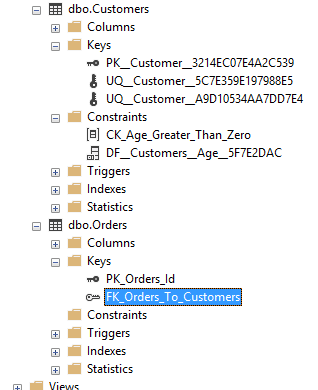 dbo.Customers
Columns
Keys
PK__Customer__3214EC07E4A2C539
UQ__Customer__5C7E359E197988E5
UQ__Customer__A9D10534AA7DD7E4
Constraints
CK_Age_Greater_Than_Zero
DF__Customers__Age__5F7E2DAC
Triggers
Indexes
Statistics
dbo.Orders
Columns
Keys
PK_Orders_Id
FK_Orders_To_Customers
Constraints
Triggers
Indexes
Statistics
Views